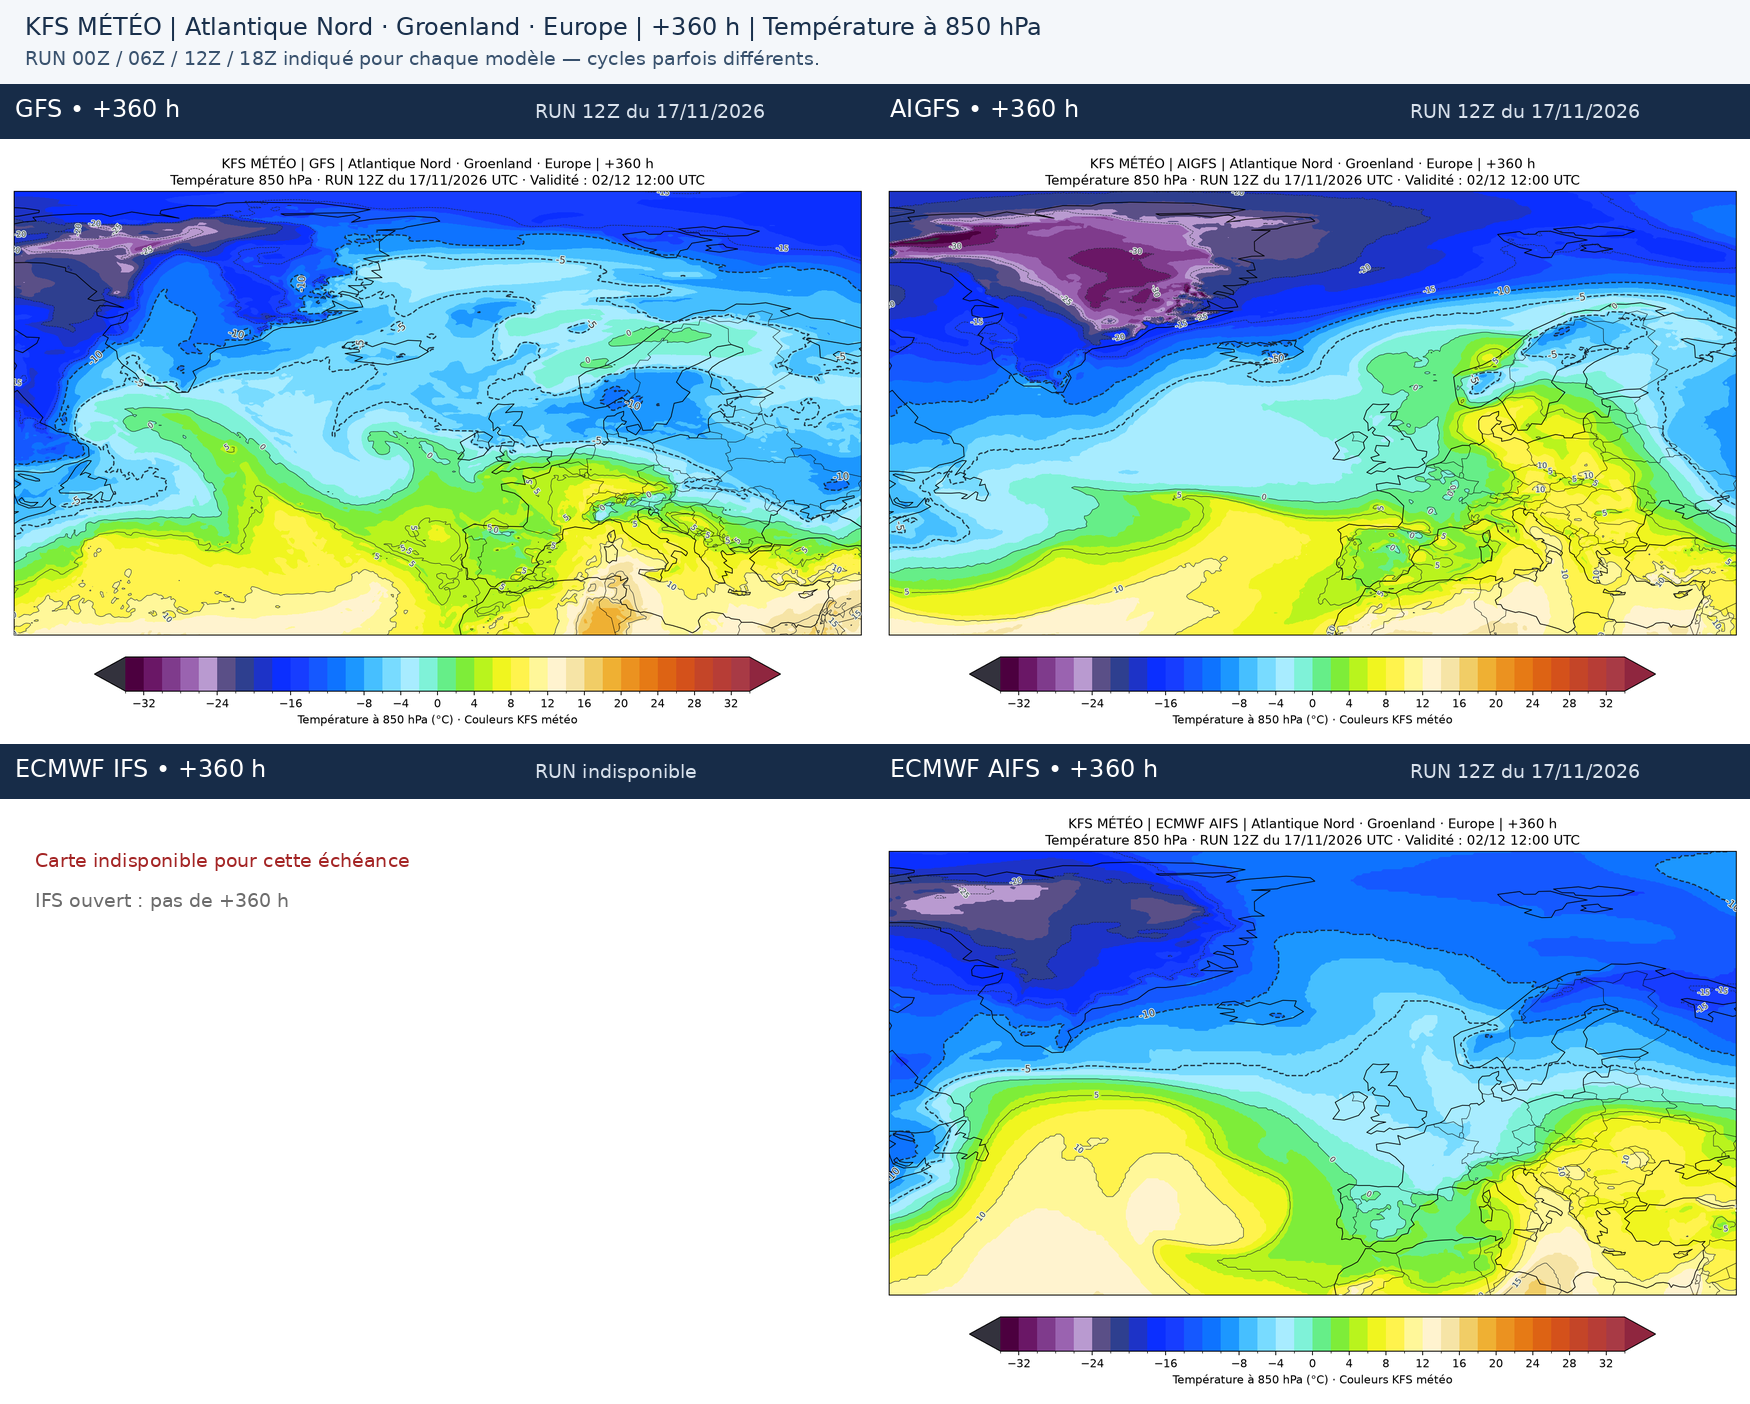 KFS MÉTÉO | Atlantique Nord · Groenland · Europe | +360 h | Température à 850 hPa
RUN 00Z / 06Z / 12Z / 18Z indiqué pour chaque modèle — cycles parfois différents.
GFS • +360 h
RUN 12Z du 17/11/2026
AIGFS • +360 h
RUN 12Z du 17/11/2026
KFS MÉTÉO | GFS | Atlantique Nord · Groenland · Europe | +360 h
Température 850 hPa · RUN 12Z du 17/11/2026 UTC · Validité : 02/12 12:00 UTC
−32 −24 −16 −8 −4 0 4 8 12 16 20 24 28 32
Température à 850 hPa (°C) · Couleurs KFS météo
KFS MÉTÉO | AIGFS | Atlantique Nord · Groenland · Europe | +360 h
Température 850 hPa · RUN 12Z du 17/11/2026 UTC · Validité : 02/12 12:00 UTC
−32 −24 −16 −8 −4 0 4 8 12 16 20 24 28 32
Température à 850 hPa (°C) · Couleurs KFS météo
ECMWF IFS • +360 h
RUN indisponible
Carte indisponible pour cette échéance
IFS ouvert : pas de +360 h
ECMWF AIFS • +360 h
RUN 12Z du 17/11/2026
KFS MÉTÉO | ECMWF AIFS | Atlantique Nord · Groenland · Europe | +360 h
Température 850 hPa · RUN 12Z du 17/11/2026 UTC · Validité : 02/12 12:00 UTC
−32 −24 −16 −8 −4 0 4 8 12 16 20 24 28 32
Température à 850 hPa (°C) · Couleurs KFS météo